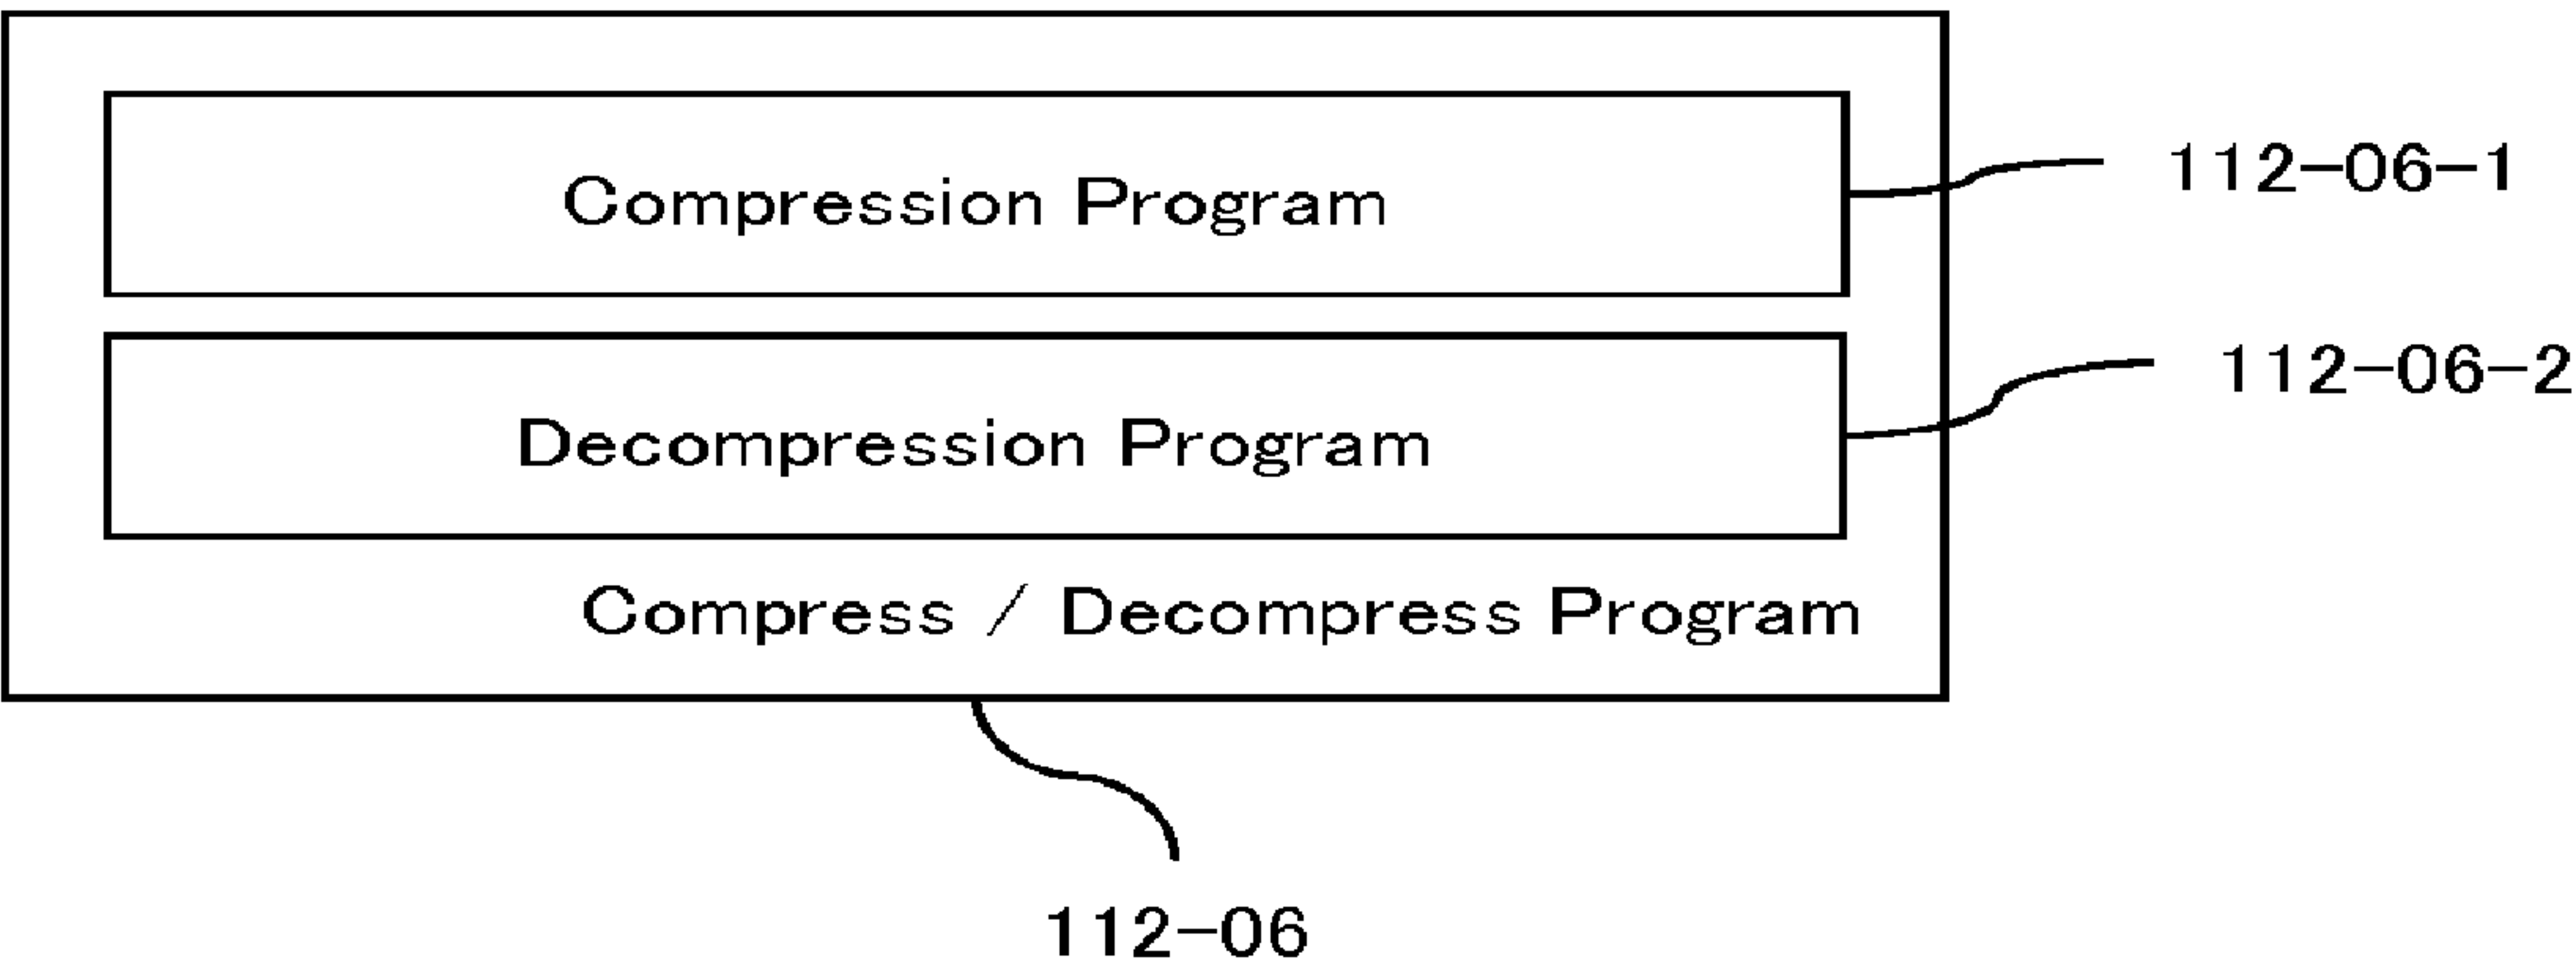 Compression Program
112-06-1
Decompression Program
112-06-2
Compress / Decompress Program
112-06